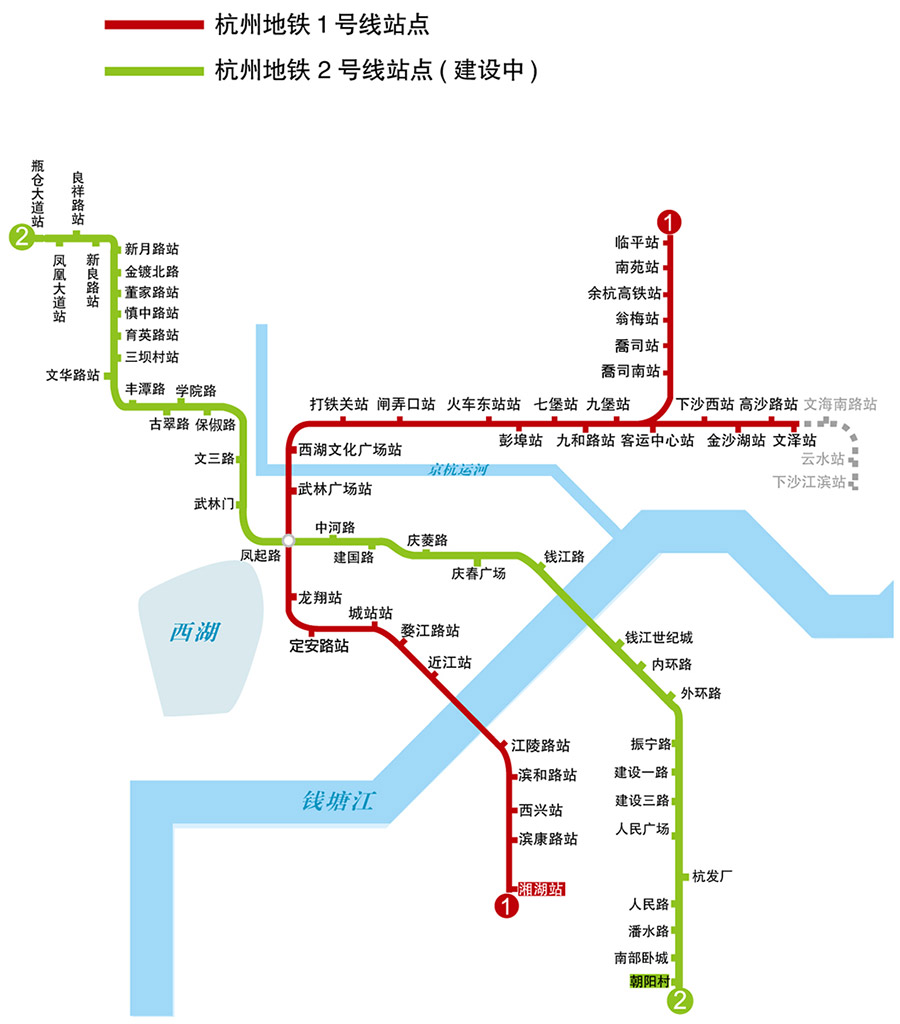 杭州地铁1号线站点
杭州地铁2号线站点(建设中)
瓶仓大道站
良祥路站
2
凤凰大道站
新良路站
新月路站
金镀北路
董家路站
慎中路站
育英路站
三坝村站
文华路站
丰潭路
学院路
古翠路
保俶路
文三路
武林门
凤起路
1
临平站
南苑站
余杭高铁站
翁梅站
喬司站
喬司南站
打铁关站
闸弄口站
火车东站站
七堡站
九堡站
下沙西站
高沙路站
文海南路站
彭埠站
九和路站
客运中心站
金沙湖站
文泽站
云水站
下沙江滨站
西湖文化广场站
京杭运河
武林广场站
中河路
建国路
庆菱路
庆春广场
钱江路
西湖
龙翔站
城站站
定安路站
婺江路站
近江站
钱江世纪城
内环路
外环路
江陵路站
滨和路站
西兴站
滨康路站
湘湖站
1
钱塘江
振宁路
建设一路
建设三路
人民广场
杭发厂
人民路
潘水路
南部卧城
朝阳村
2